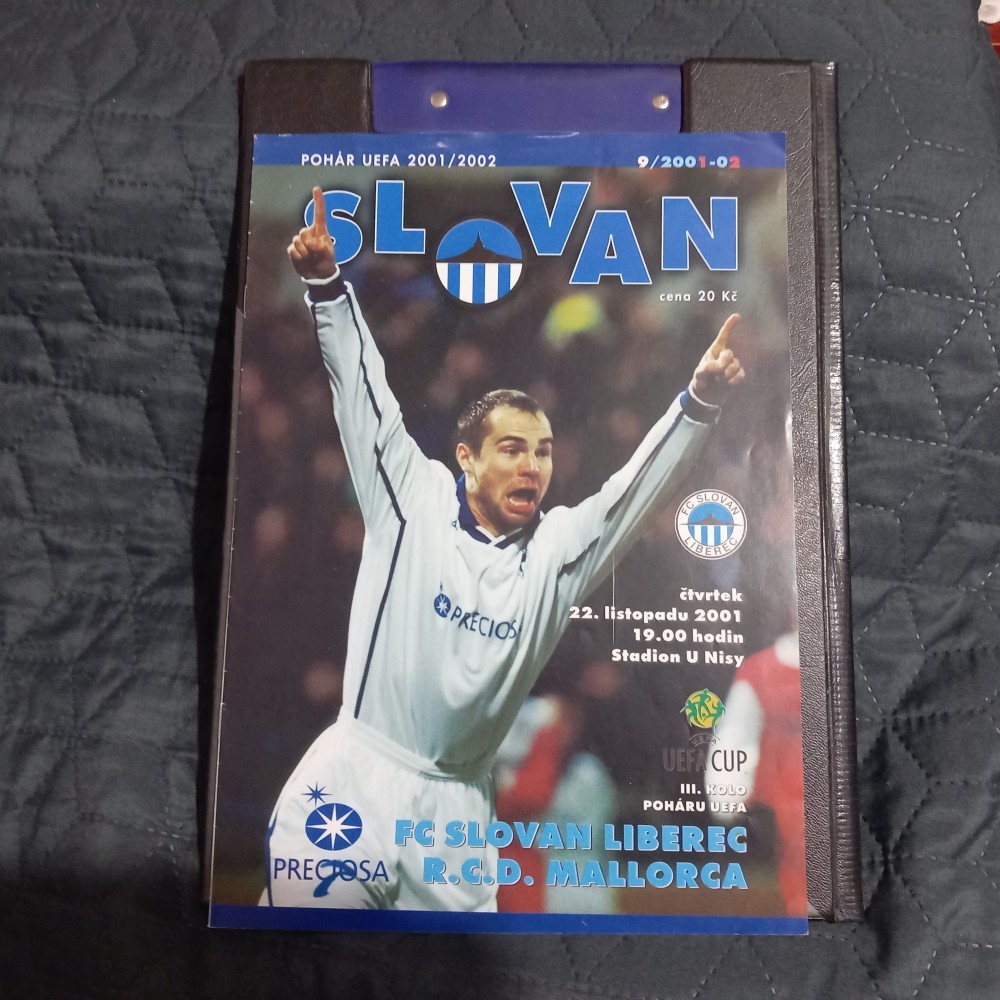 POHÁR UEFA 2001/2002
9/2001-02
SLOVAN
cena 20 Kč
FC SLOVAN
LIBEREC
čtvrtek
22. listopadu 2001
19.00 hodin
Stadion U Nisy
PRECIOSA
UEFA CUP
III. KOLO
POHÁRU UEFA
FC SLOVAN LIBEREC
R.C.D. MALLORCA
PRECIOSA